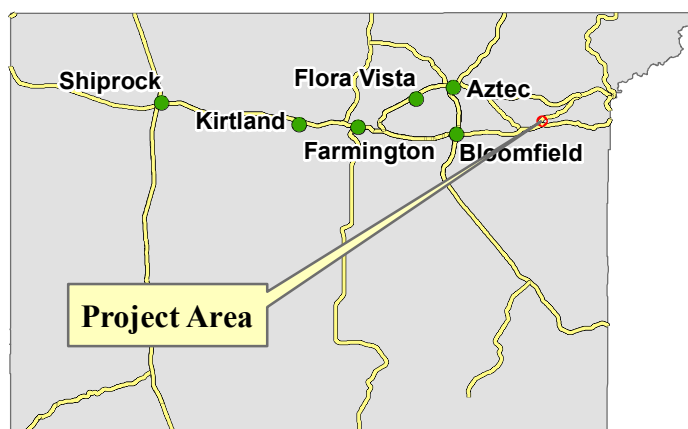 Shiprock
Flora Vista
Aztec
Kirtland
Farmington
Bloomfield
Project Area